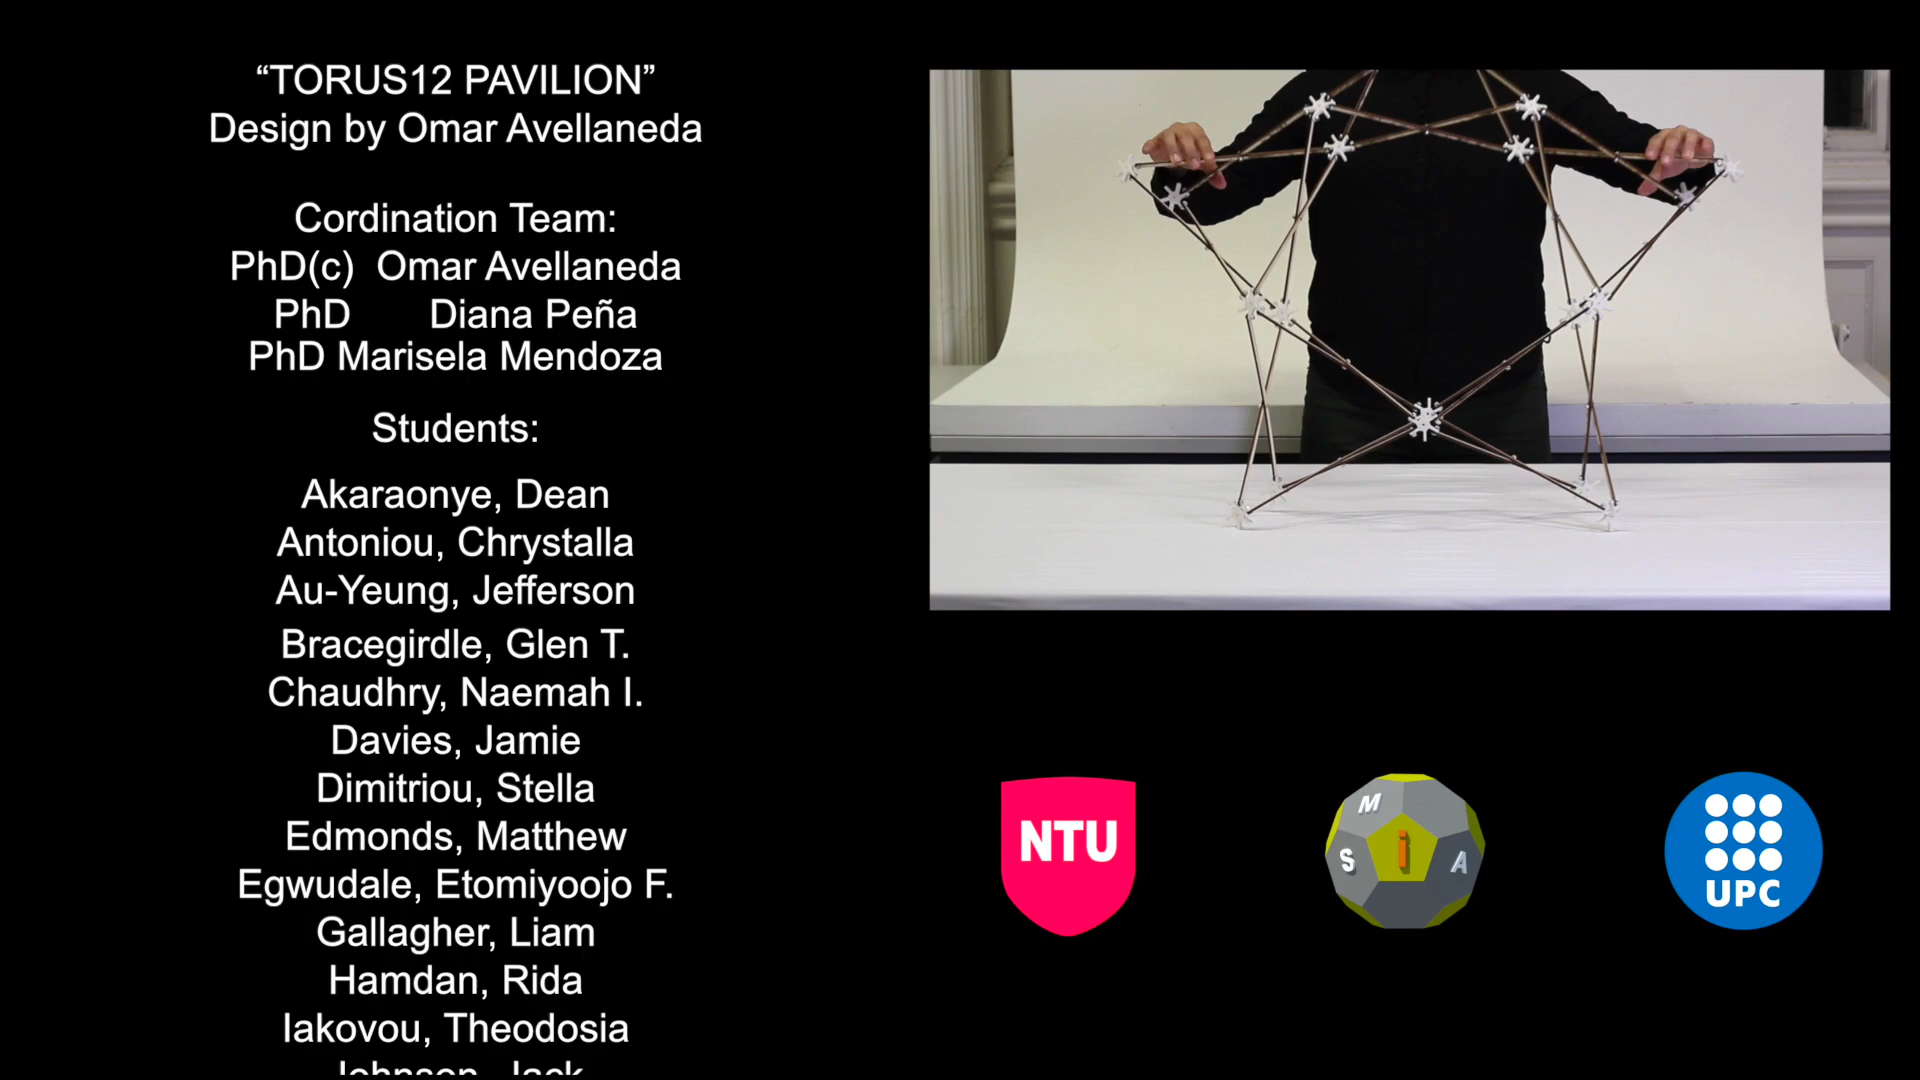 “TORUS12 PAVILION”
Design by Omar Avellaneda
Cordination Team:
PhD(c) Omar Avellaneda
PhD Diana Peña
PhD Marisela Mendoza
Students:
Akaraonye, Dean
Antoniou, Chrystalla
Au-Yeung, Jefferson
Bracegirdle, Glen T.
Chaudhry, Naemah I.
Davies, Jamie
Dimitriou, Stella
Edmonds, Matthew
Egwudale, Etomiyoojo F.
Gallagher, Liam
Hamdan, Rida
Iakovou, Theodosia
Johnson, Jack
NTU
M
S i A
UPC